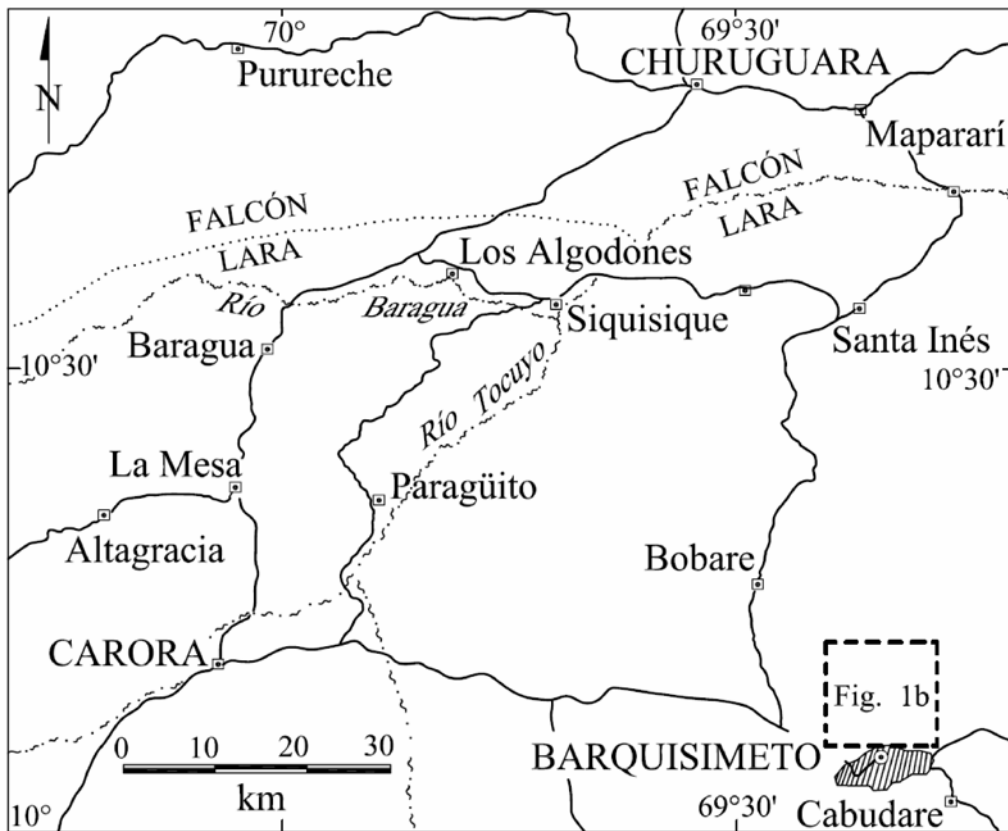 70°
69°30'
N
Purureche
CHURUGUARA
Mapararí
FALCÓN
LARA
FALCÓN
LARA
Los Algodones
Río
Baragua
Siquisique
Santa Inés
Baragua
10°30'
10°30'
Río Tocuyo
La Mesa
Altagracia
Paragüito
Bobare
CARORA
Fig. 1b
0 10 20 30
km
BARQUISIMETO
Cabudare
10°
70°
69°30'